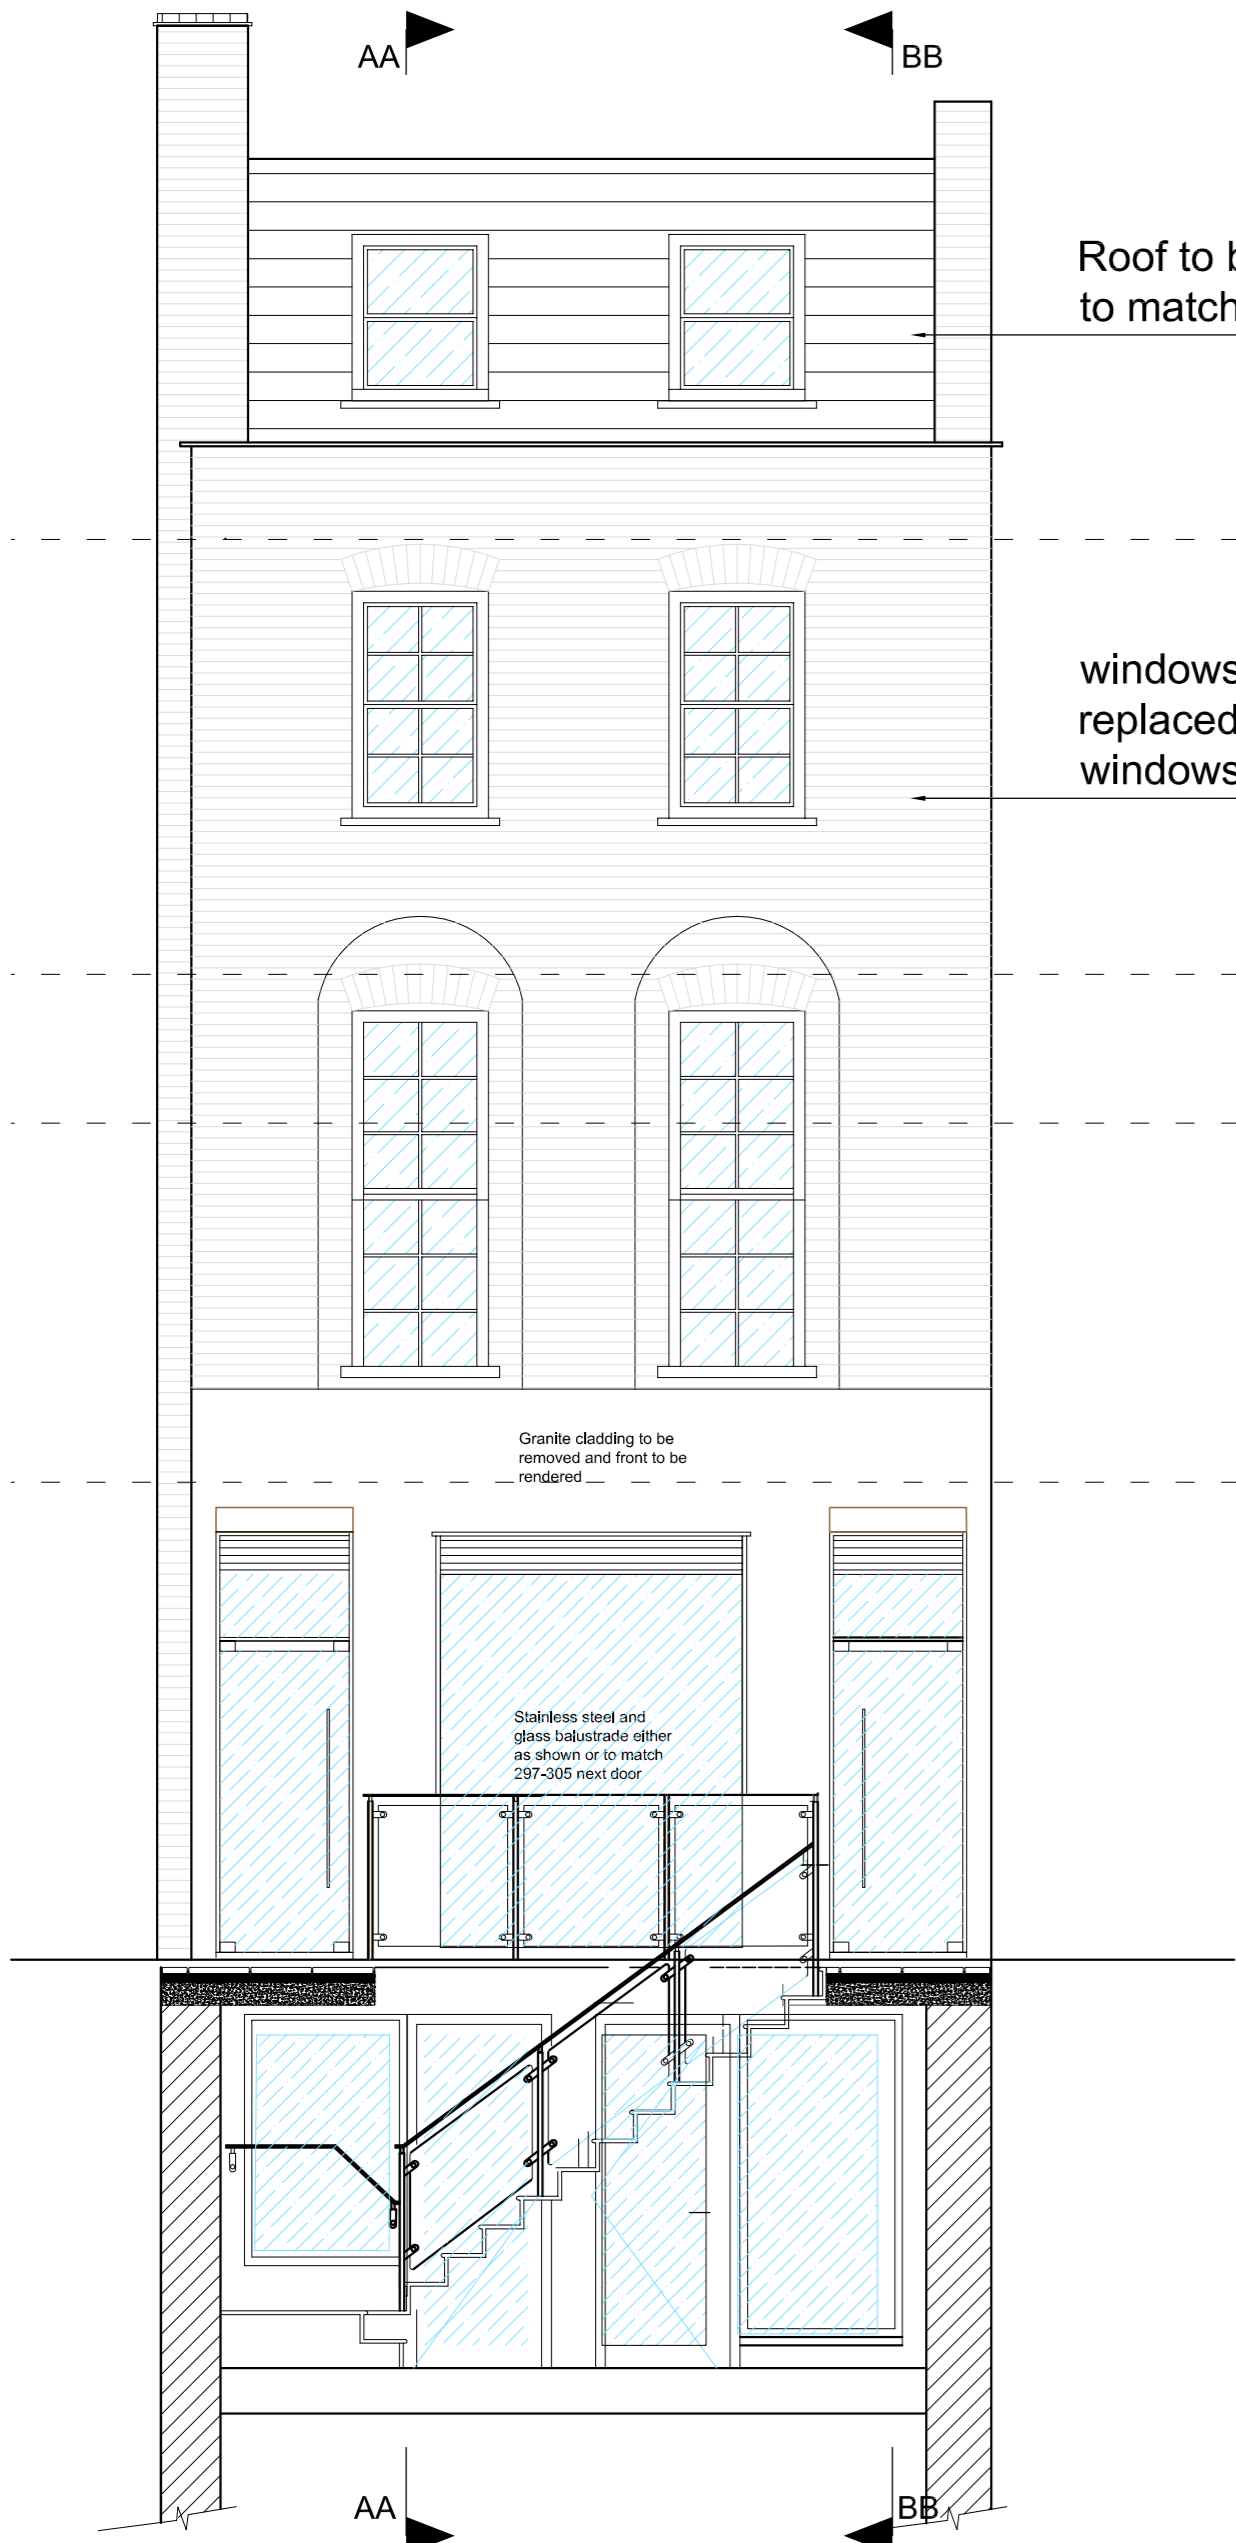 AA
BB
Roof to b
to match
windows
replaced
windows
Granite cladding to be
removed and front to be
rendered
Stainless steel and
glass balustrade either
as shown or to match
297-305 next door
AA
BB